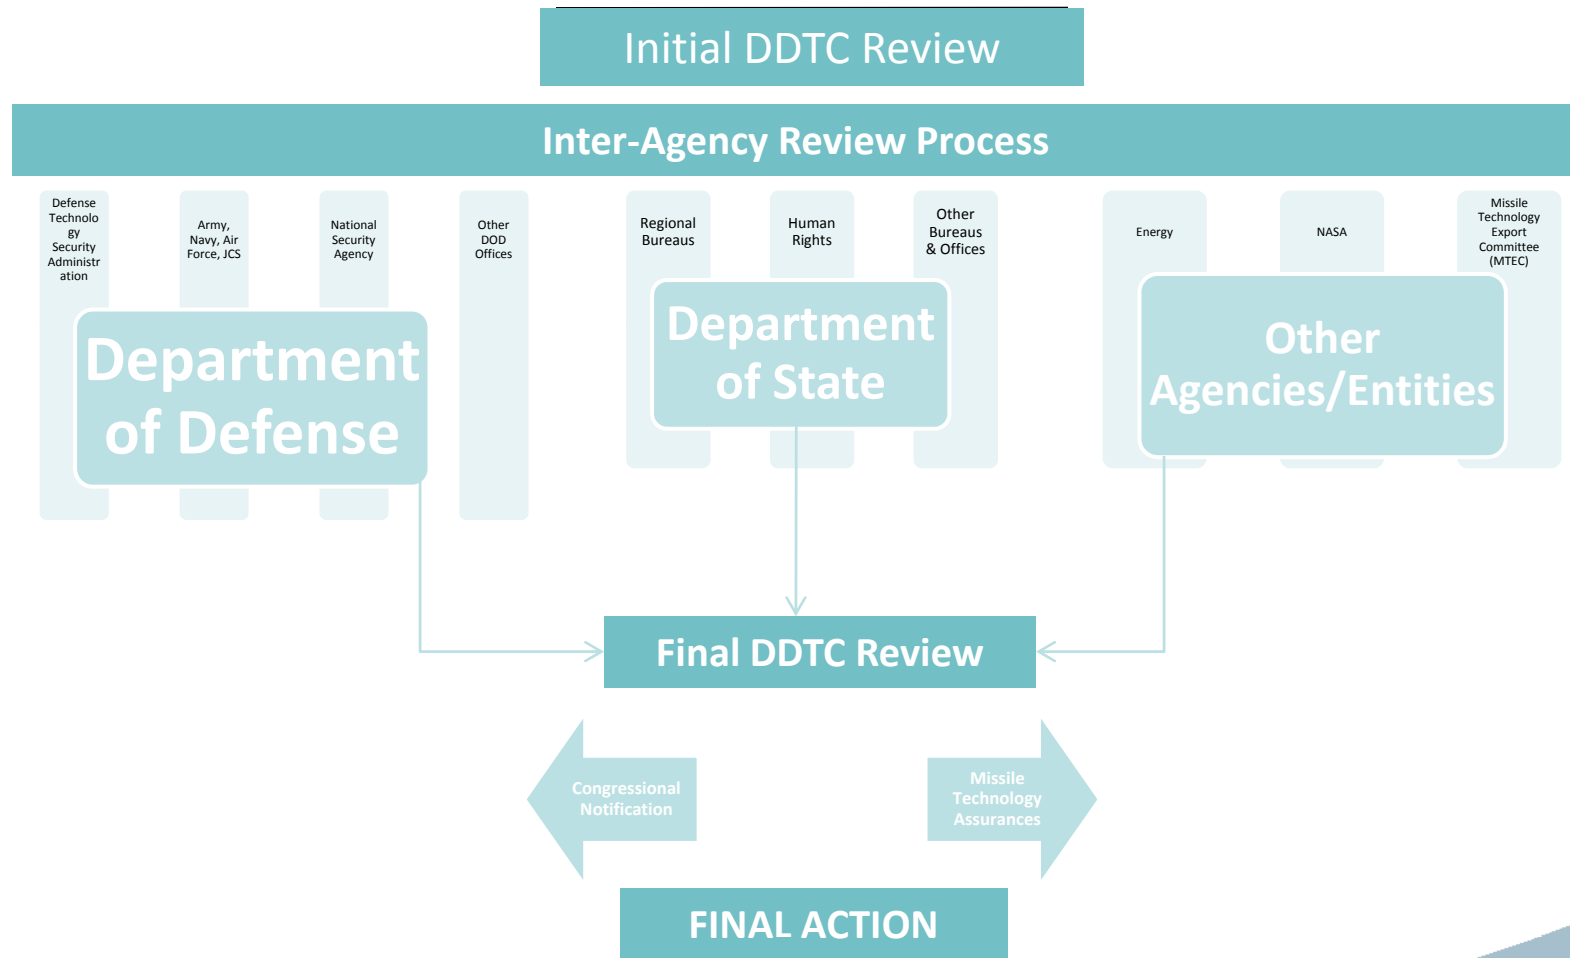 Initial DDTC Review
Inter-Agency Review Process
Defense
Technolo
gy
Security
Administr
ation
Army,
Navy, Air
Force, JCS
National
Security
Agency
Other
DOD
Offices
Department
of Defense
Regional
Bureaus
Human
Rights
Other
Bureaus
& Offices
Department
of State
Energy
NASA
Missile
Technology
Export
Committee
(MTEC)
Other
Agencies/Entities
Final DDTC Review
Congressional
Notification
Missile
Technology
Assurances
FINAL ACTION